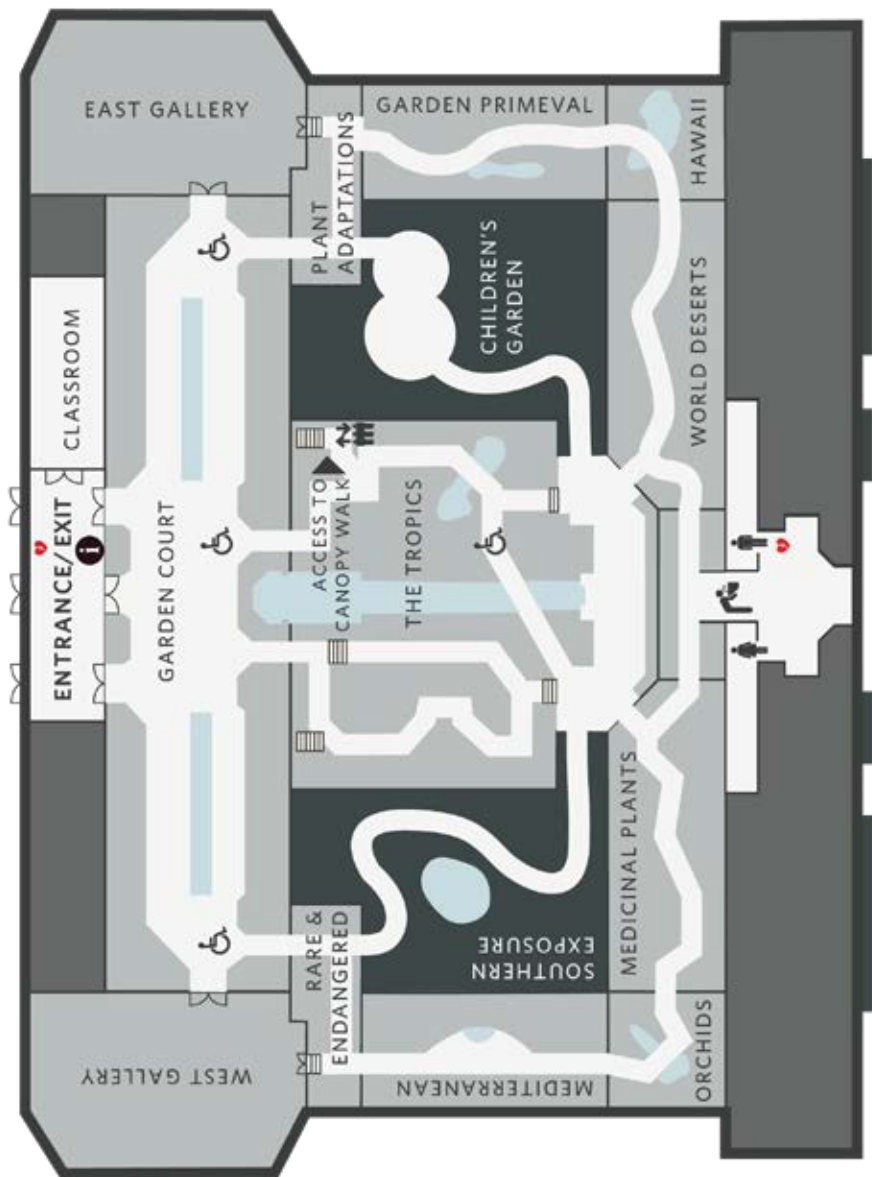 EAST GALLERY
GARDEN PRIMEVAL
HAWAII
PLANT
ADAPTATIONS
CHILDREN'S
GARDEN
WORLD DESERTS
CLASSROOM
ENTRANCE/EXIT
i
GARDEN COURT
ACCESS TO
CANOPY WALK
THE TROPICS
MEDICINAL PLANTS
RARE &
ENDANGERED
SOUTHERN
EXPOSURE
WEST GALLERY
MEDITERRANEAN
ORCHIDS